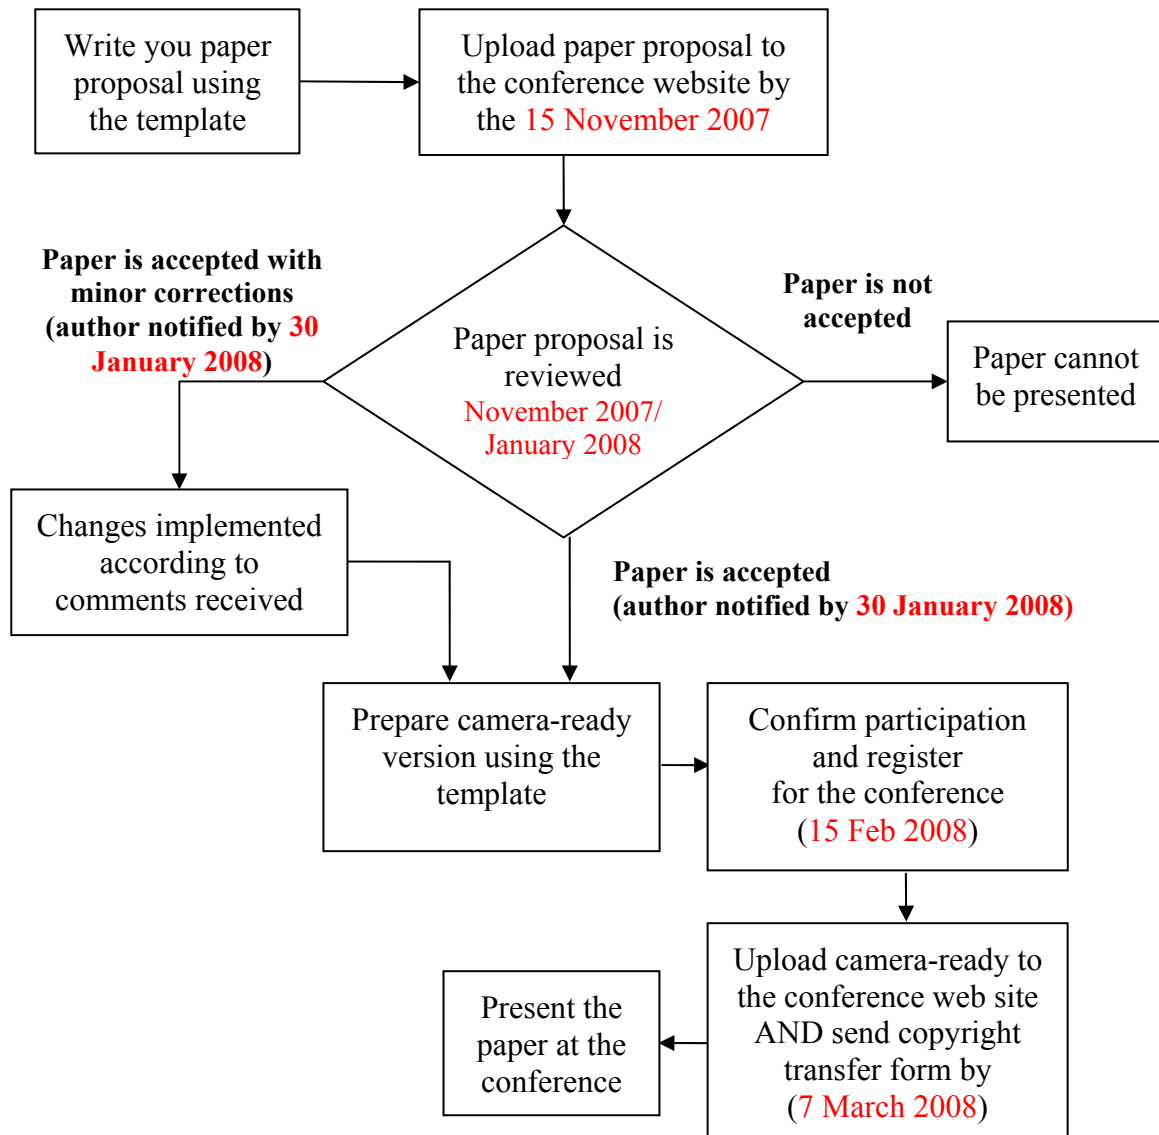 Write you paper
proposal using
the template
Upload paper proposal to
the conference website by
the 15 November 2007
Paper is accepted with
minor corrections
(author notified by 30
January 2008)
Paper is not
accepted
Paper proposal is
reviewed
November 2007/
January 2008
Paper cannot
be presented
Changes implemented
according to
comments received
Paper is accepted
(author notified by 30 January 2008)
Prepare camera-ready
version using the
template
Confirm participation
and register
for the conference
(15 Feb 2008)
Upload camera-ready to
the conference web site
AND send copyright
transfer form by
(7 March 2008)
Present the
paper at the
conference